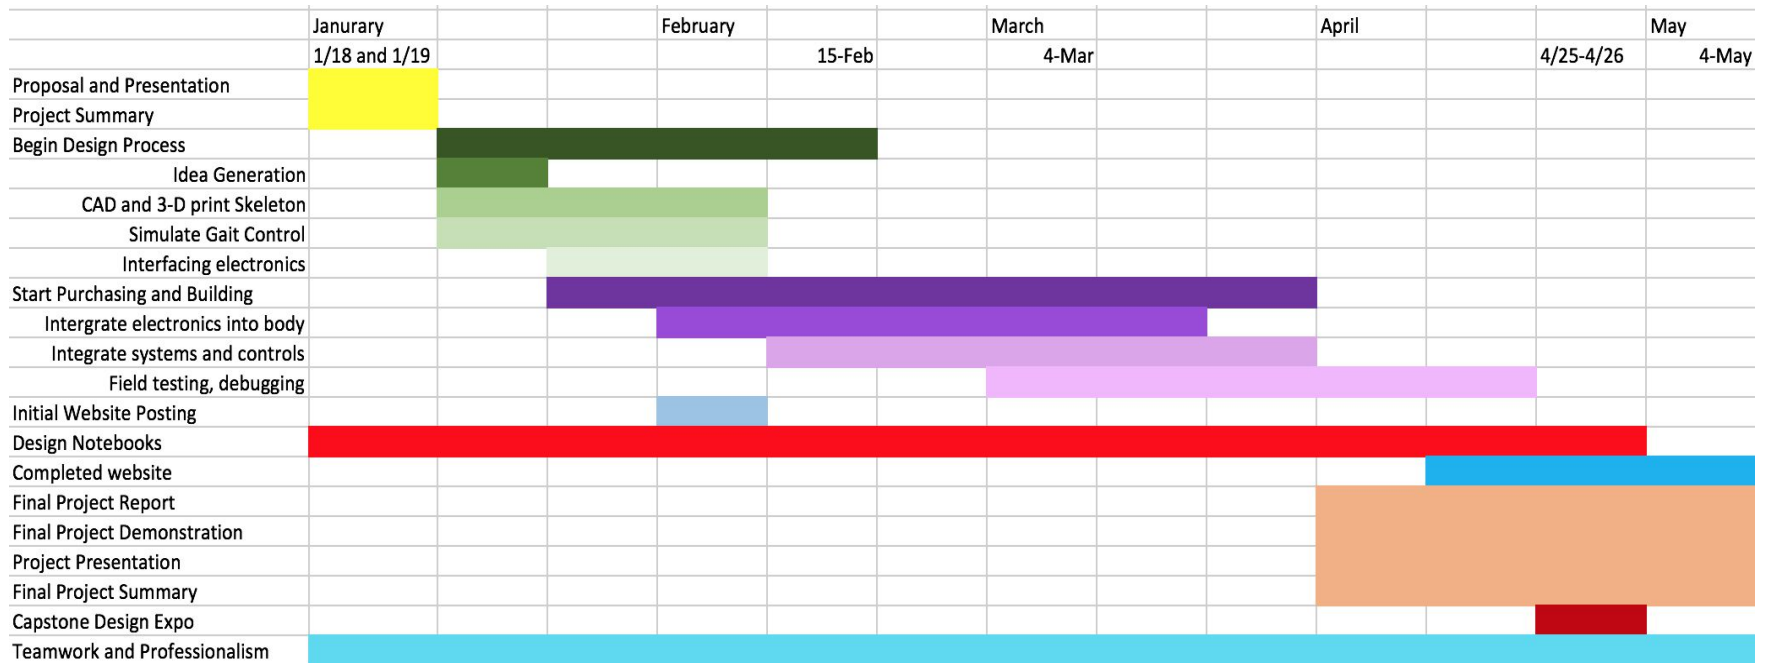 Janurary February March April May
1/18 and 1/19 15-Feb 4-Mar 4/25-4/26 4-May
Proposal and Presentation
Project Summary
Begin Design Process
Idea Generation
CAD and 3-D print Skeleton
Simulate Gait Control
Interfacing electronics
Start Purchasing and Building
Intergrate electronics into body
Integrate systems and controls
Field testing, debugging
Initial Website Posting
Design Notebooks
Completed website
Final Project Report
Final Project Demonstration
Project Presentation
Final Project Summary
Capstone Design Expo
Teamwork and Professionalism